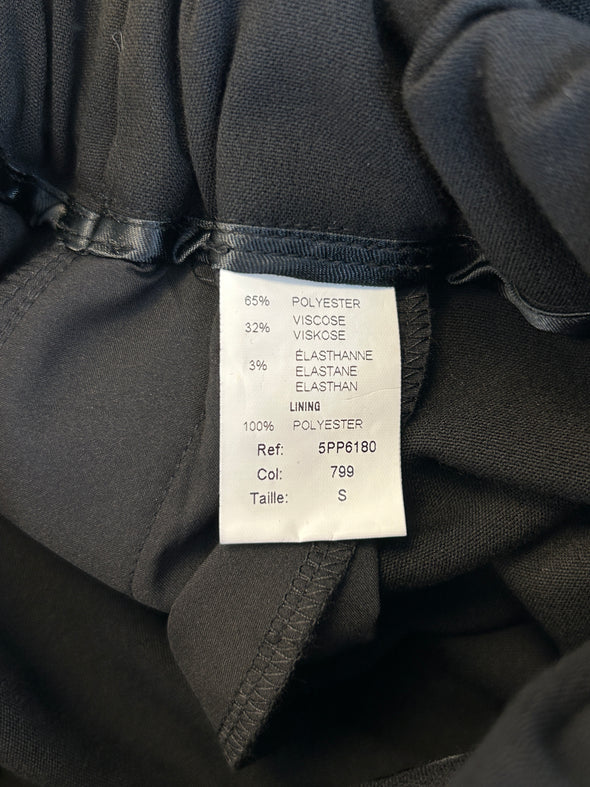 65% POLYESTER
32% VISCOSE
VISKOSE
3% ÉLASTHANNE
ELASTANE
ELASTHAN
LINING
100% POLYESTER
Ref: 5PP6180
Col: 799
Taille: S